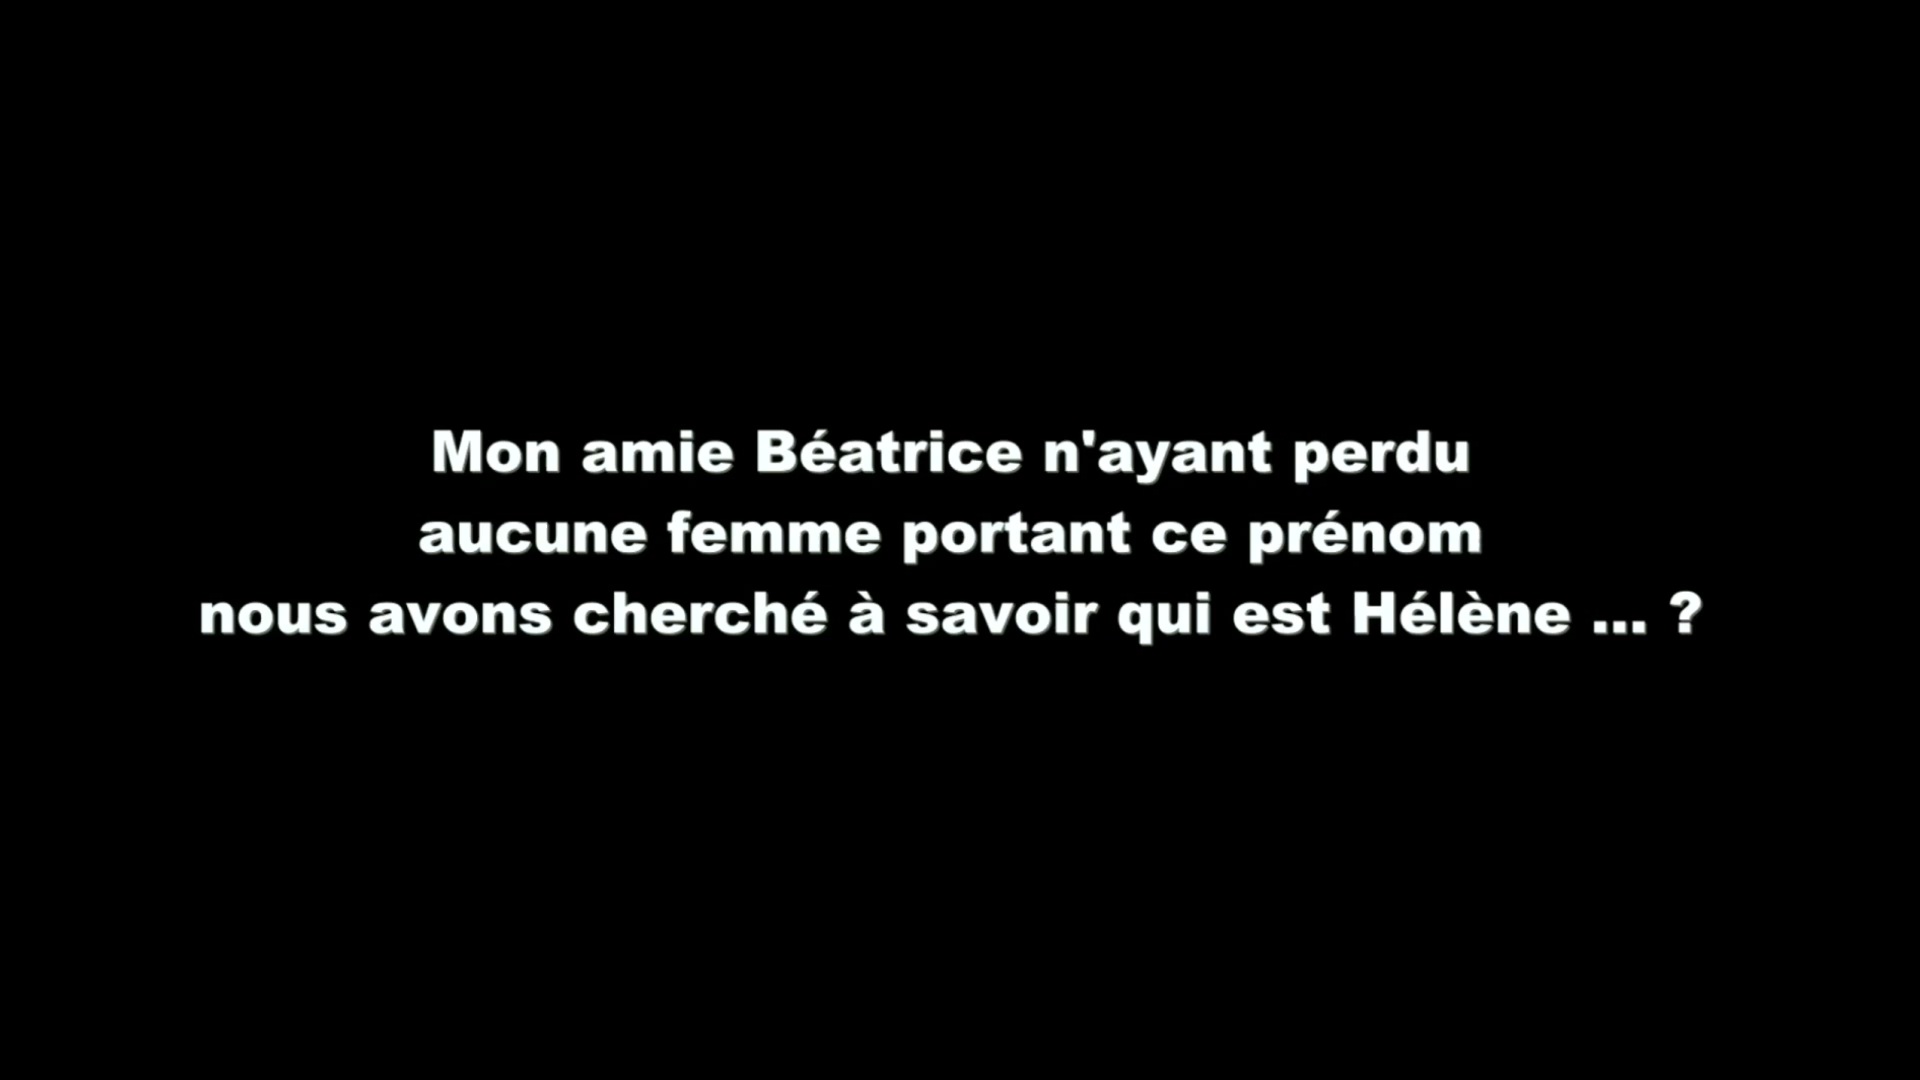 Mon amie Béatrice n'ayant perdu
aucune femme portant ce prénom
nous avons cherché à savoir qui est Hélène ... ?